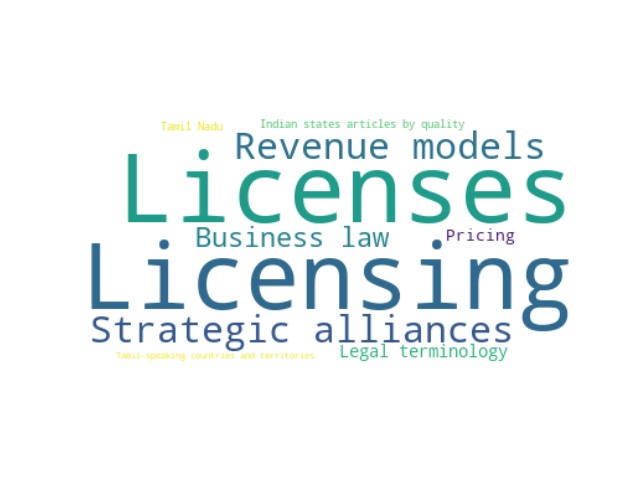 Tamil Nadu
Indian states articles by quality
Revenue models
Licenses
Business law
Pricing
Licensing
Strategic alliances
Legal terminology
Tamil-speaking countries and territories